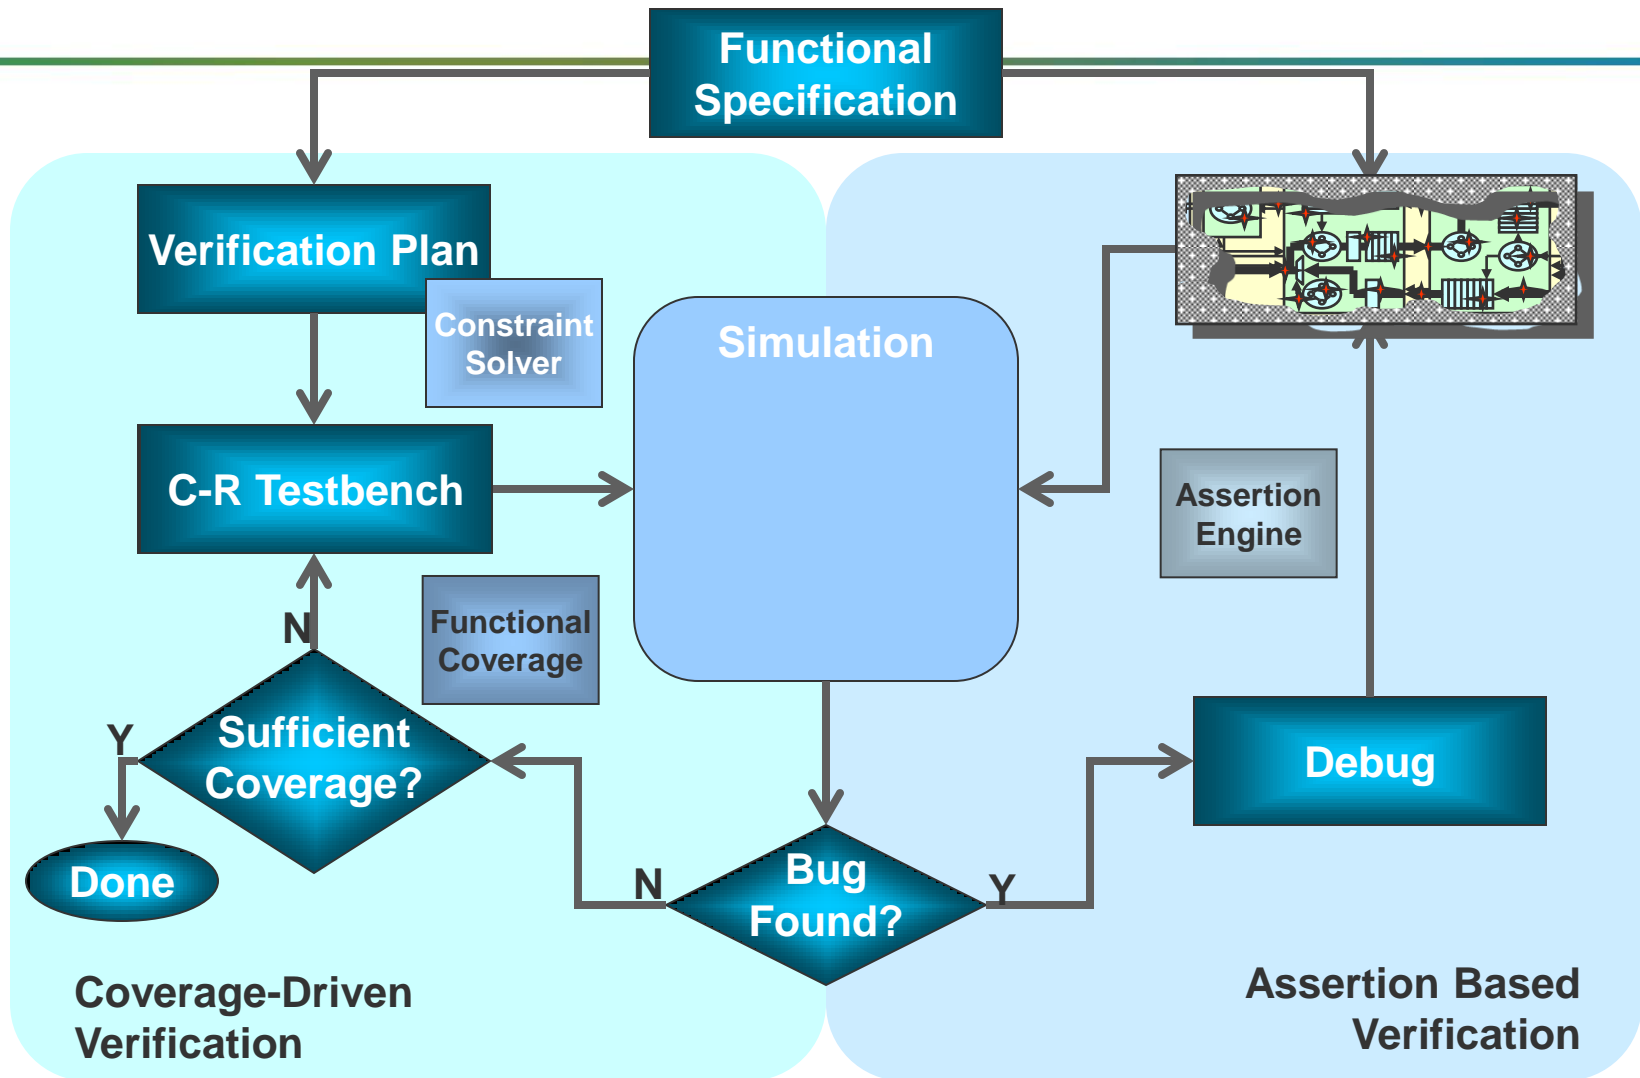 Functional
Specification
Verification Plan
Constraint
Solver
Simulation
C-R Testbench
Assertion
Engine
N
Functional
Coverage
Y
Sufficient
Coverage?
Debug
Done
N
Bug
Found?
Y
Coverage-Driven
Verification
Assertion Based
Verification